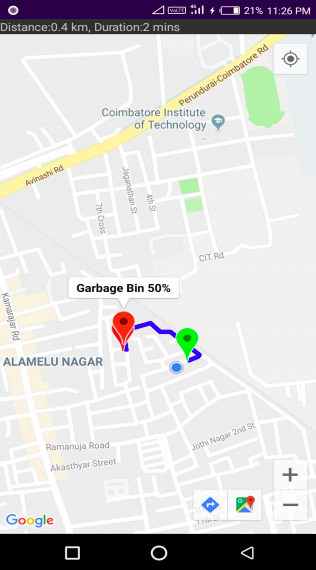 VoLTE 21% 11:26 PM
Distance:0.4 km, Duration:2 mins
Perundurai-Coimbatore Rd
Coimbatore Institute
of Technology
Avinashi Rd
Jaganathan St
4th St
7th Cross
CIT Rd
Garbage Bin 50%
Kamarajar Rd
ALAMELU NAGAR
Jothi Nagar 2nd St
Ramanuja Road
Akasthyar Street
Google